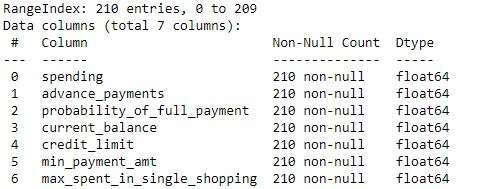 RangeIndex: 210 entries, 0 to 209
Data columns (total 7 columns):
 #   Column                        Non-Null Count  Dtype
---  ------                        --------------  -----
 0   spending                      210 non-null    float64
 1   advance_payments              210 non-null    float64
 2   probability_of_full_payment   210 non-null    float64
 3   current_balance               210 non-null    float64
 4   credit_limit                  210 non-null    float64
 5   min_payment_amt               210 non-null    float64
 6   max_spent_in_single_shopping  210 non-null    float64